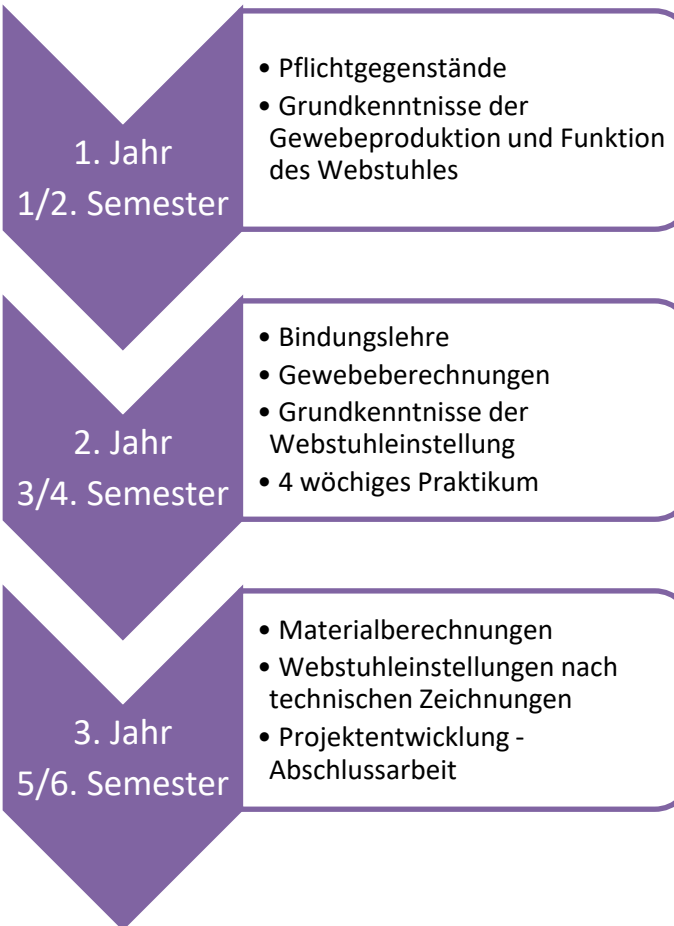 1. Jahr
1/2. Semester
• Pflichtgegenstände
• Grundkenntnisse der
Gewebeproduktion und Funktion
des Webstuhles
2. Jahr
3/4. Semester
• Bindungslehre
• Gewebeberechnungen
• Grundkenntnisse der
Webstuhleinstellung
• 4 wöchiges Praktikum
3. Jahr
5/6. Semester
• Materialberechnungen
• Webstuhleinstellungen nach
technischen Zeichnungen
• Projektentwicklung -
Abschlussarbeit